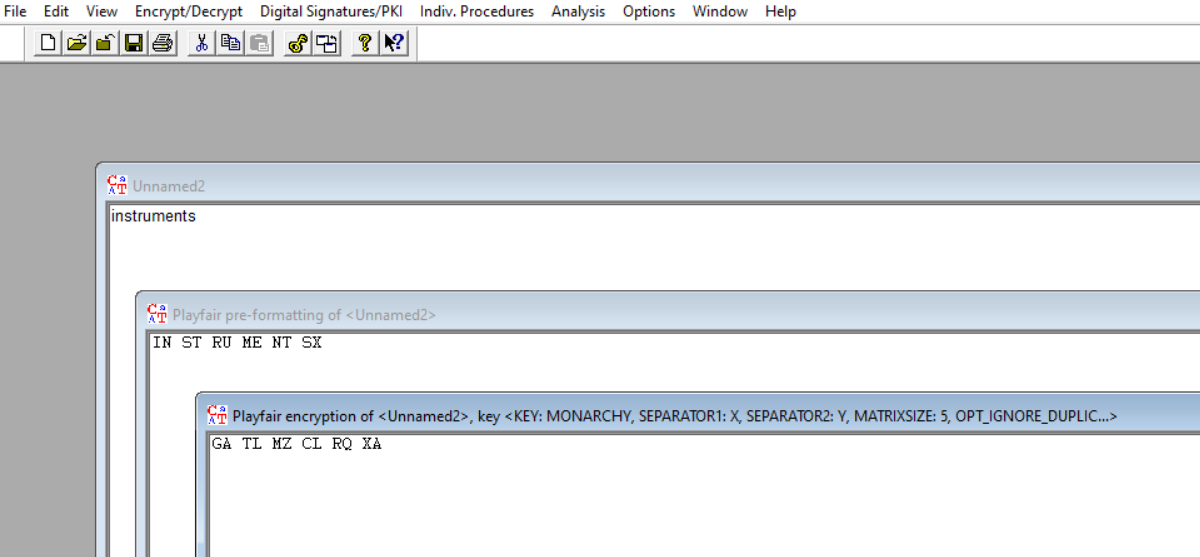 File Edit View Encrypt/Decrypt Digital Signatures/PKI Indiv. Procedures Analysis Options Window Help
Unnamed2
instruments
Playfair pre-formatting of <Unnamed2>
IN ST RU ME NT SX
Playfair encryption of <Unnamed2>, key <KEY: MONARCHY, SEPARATOR1: X, SEPARATOR2: Y, MATRIXSIZE: 5, OPT_IGNORE_DUPLIC...>
GA TL MZ CL RQ XA